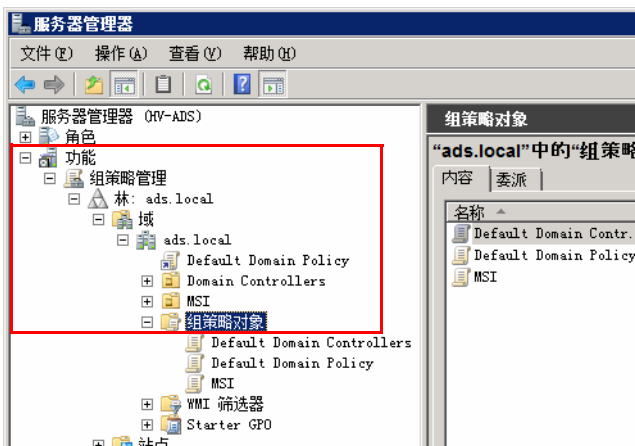 服务器管理器
文件(F) 操作(A) 查看(V) 帮助(H)
服务器管理器 (HV-ADS)
角色
功能
组策略管理
林: ads.local
域
ads.local
Default Domain Policy
Domain Controllers
MSI
组策略对象
Default Domain Controllers
Default Domain Policy
MSI
WMI 筛选器
Starter GPO
站点
组策略对象
“ads.local”中的“组策略
内容 委派
名称
Default Domain Contr.
Default Domain Policy
MSI